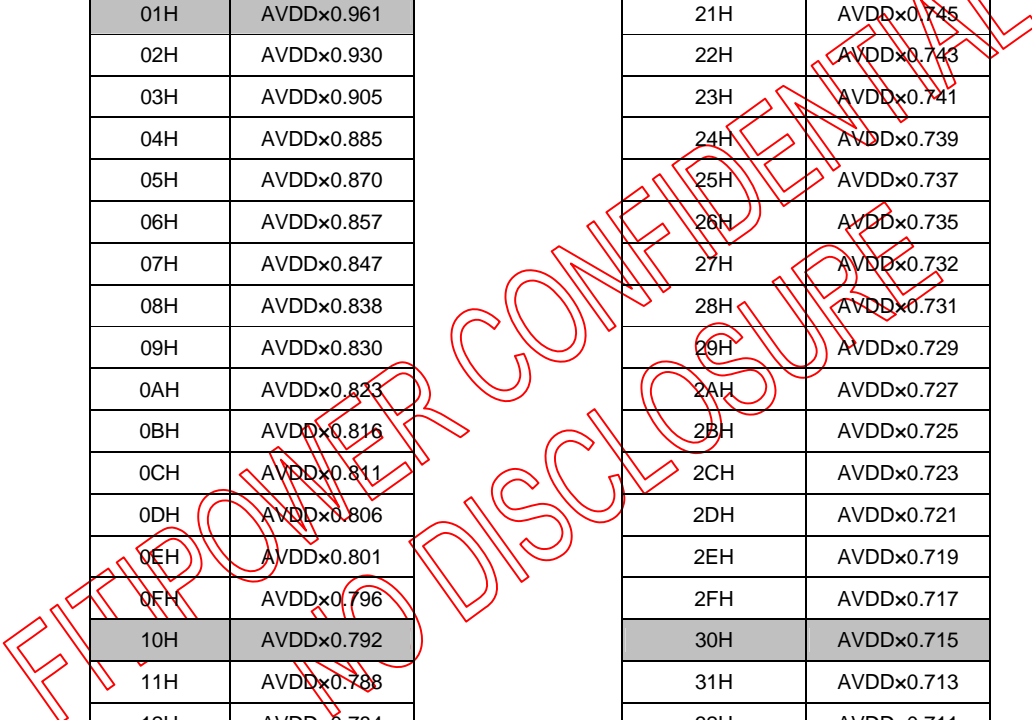 01H AVDD×0.961 21H AVDD×0.745
02H AVDD×0.930 22H AVDD×0.743
03H AVDD×0.905 23H AVDD×0.741
04H AVDD×0.885 24H AVDD×0.739
05H AVDD×0.870 25H AVDD×0.737
06H AVDD×0.857 26H AVDD×0.735
07H AVDD×0.847 27H AVDD×0.732
08H AVDD×0.838 28H AVDD×0.731
09H AVDD×0.830 29H AVDD×0.729
0AH AVDD×0.823 2AH AVDD×0.727
0BH AVDD×0.816 2BH AVDD×0.725
0CH AVDD×0.811 2CH AVDD×0.723
0DH AVDD×0.806 2DH AVDD×0.721
0EH AVDD×0.801 2EH AVDD×0.719
0FH AVDD×0.796 2FH AVDD×0.717
10H AVDD×0.792 30H AVDD×0.715
11H AVDD×0.788 31H AVDD×0.713
FITIPOWER CONFIDENTIAL
NO DISCLOSURE